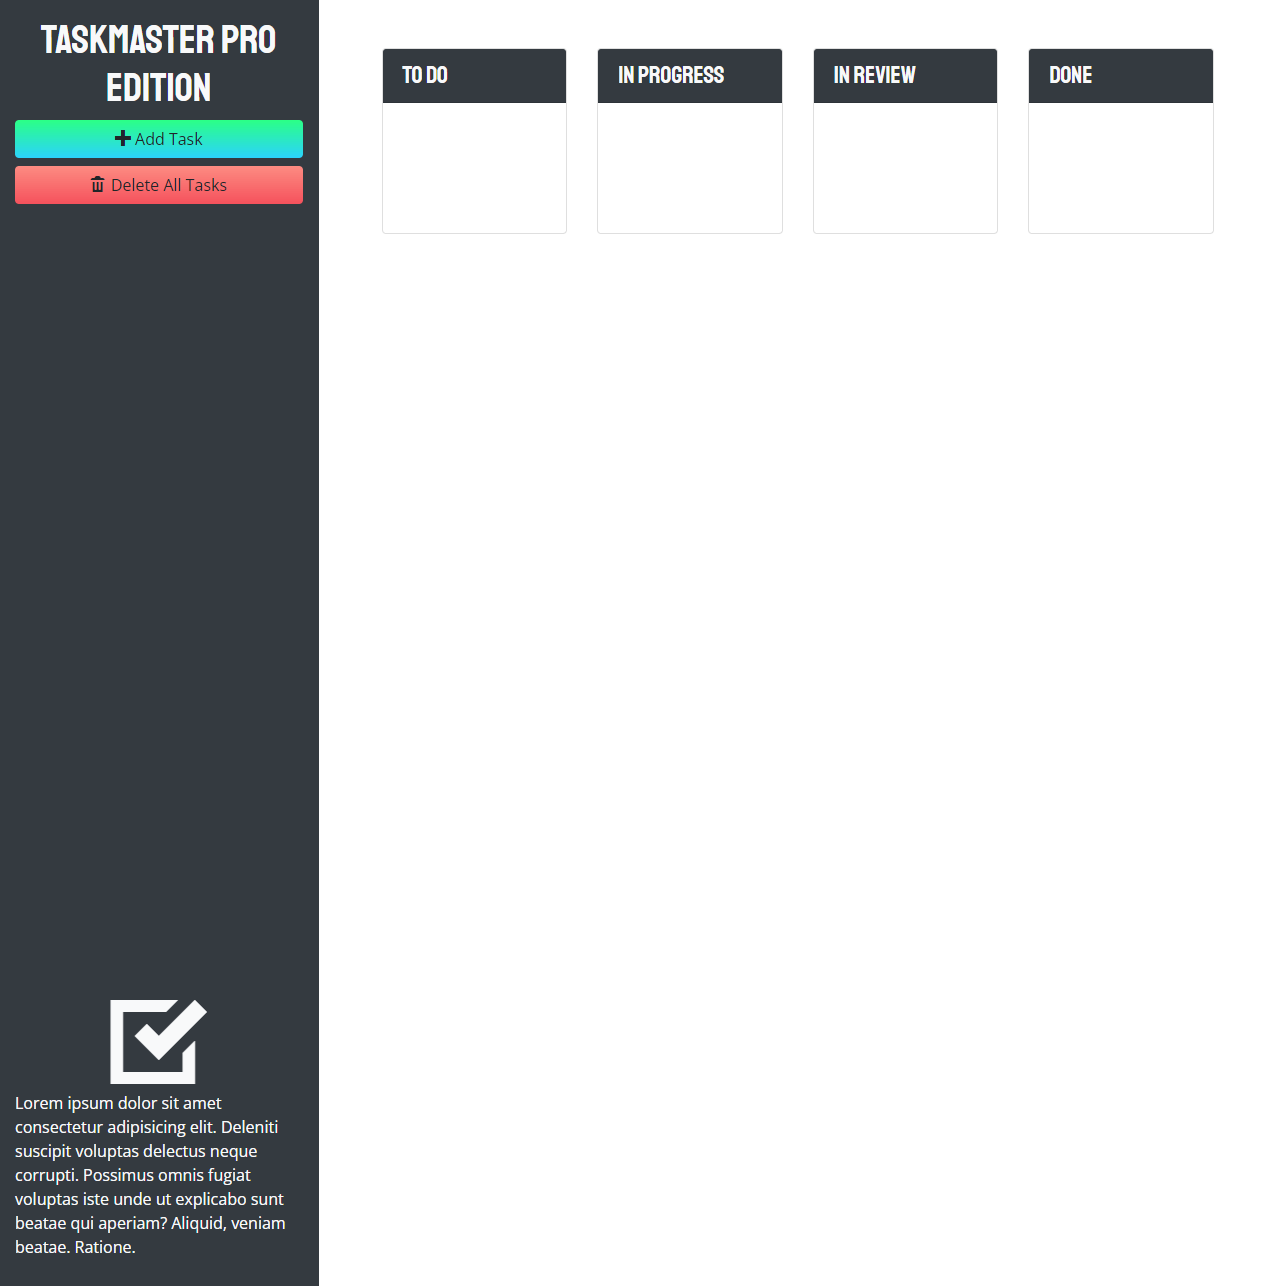 TASKMASTER PRO
EDITION
Add Task
Delete All Tasks
Lorem ipsum dolor sit amet
consectetur adipisicing elit. Deleniti
suscipit voluptas delectus neque
corrupti. Possimus omnis fugiat
voluptas iste unde ut explicabo sunt
beatae qui aperiam? Aliquid, veniam
beatae. Ratione.
TO DO
IN PROGRESS
IN REVIEW
DONE